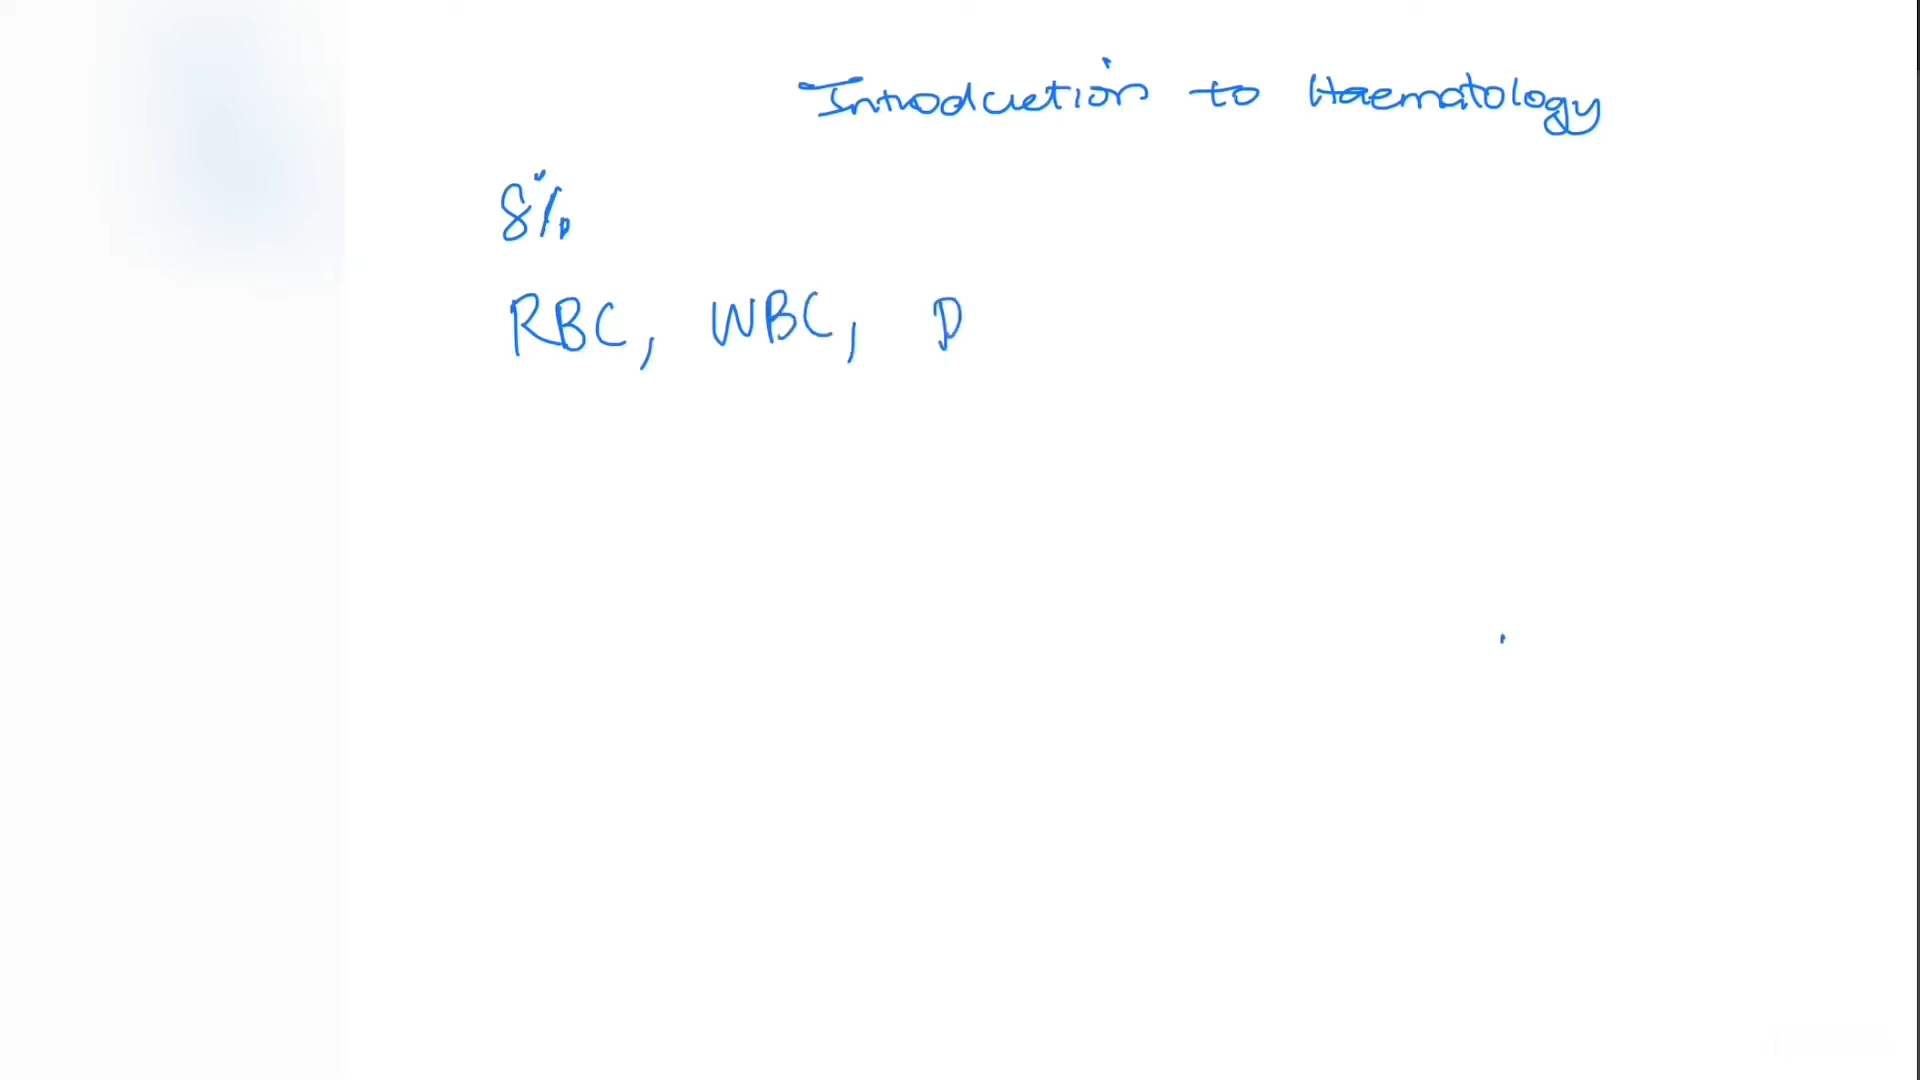 Introduction to Haematology
8%
RBC, WBC, P